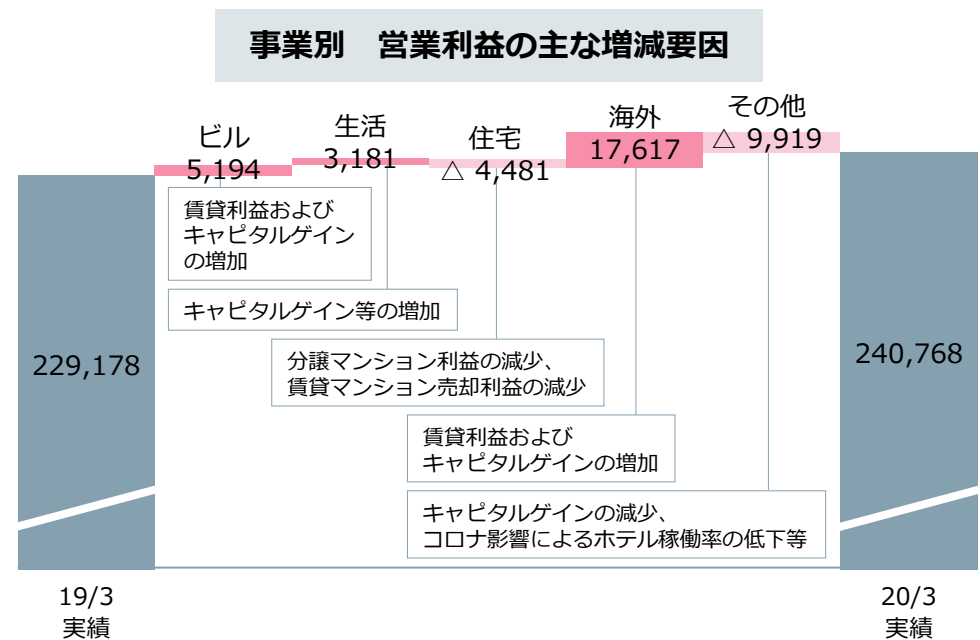 事業別　営業利益の主な増減要因
ビル
5,194
生活
3,181
住宅
△ 4,481
海外
17,617
その他
△ 9,919
賃貸利益および
キャピタルゲイン
の増加
キャピタルゲイン等の増加
分譲マンション利益の減少、
賃貸マンション売却利益の減少
賃貸利益および
キャピタルゲインの増加
キャピタルゲインの減少、
コロナ影響によるホテル稼働率の低下等
229,178
240,768
19/3
実績
20/3
実績